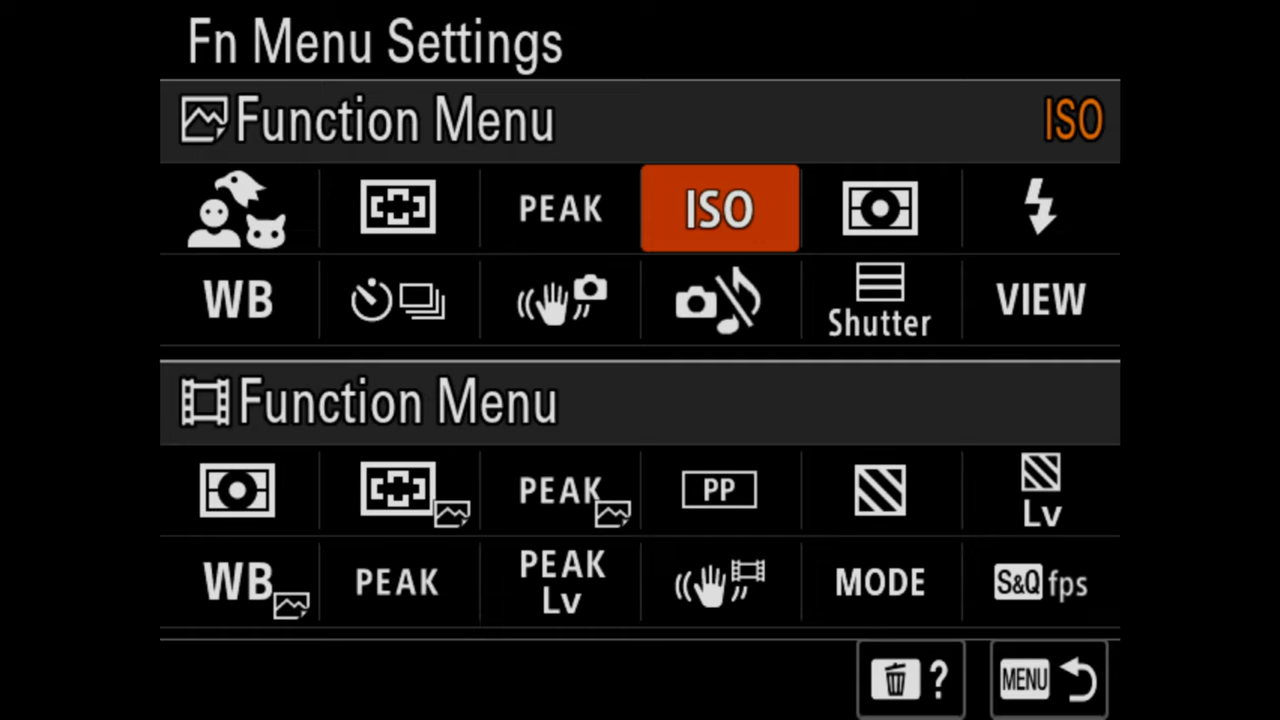 Fn Menu Settings
Function Menu ISO
PEAK ISO
WB Shutter VIEW
Function Menu
PEAK PP Lv
WB PEAK PEAK Lv MODE S&Q fps
? MENU